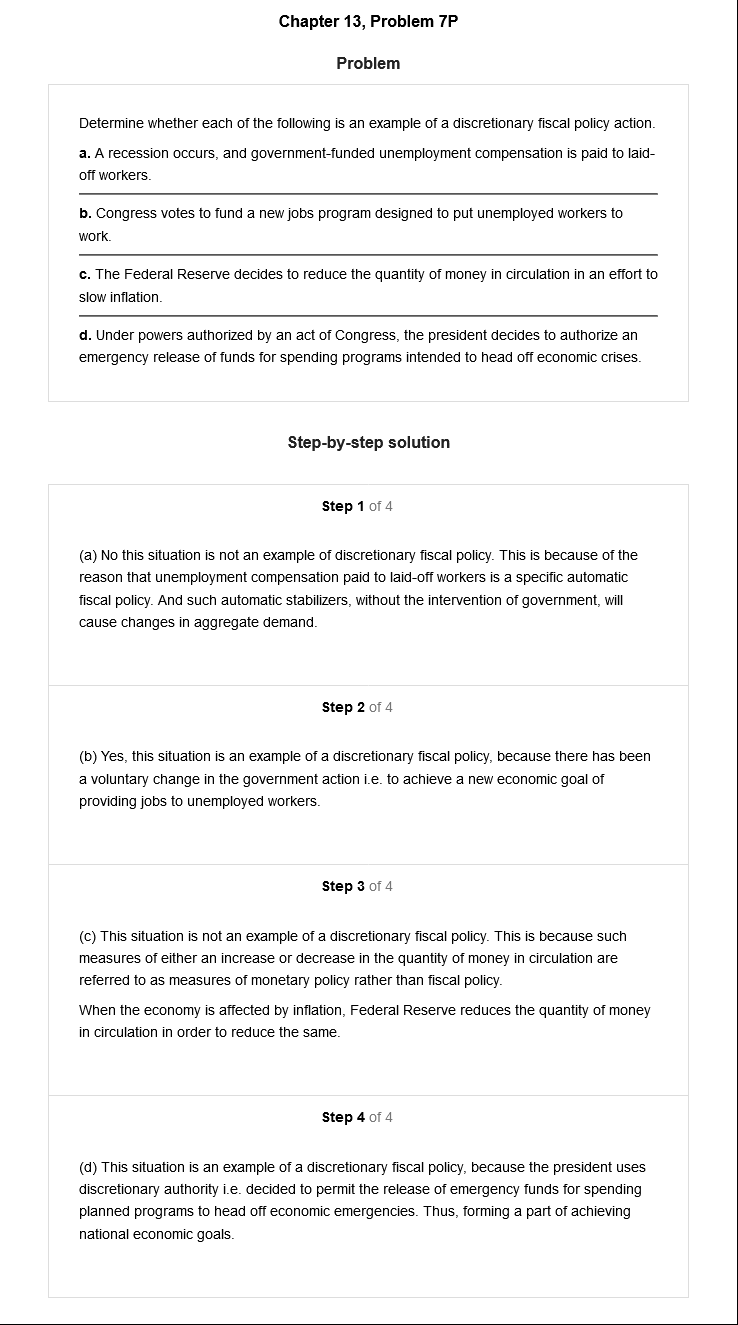 Chapter 13, Problem 7P
Problem
Determine whether each of the following is an example of a discretionary fiscal policy action.
a. A recession occurs, and government-funded unemployment compensation is paid to laid-
off workers.
b. Congress votes to fund a new jobs program designed to put unemployed workers to
work.
c. The Federal Reserve decides to reduce the quantity of money in circulation in an effort to
slow inflation.
d. Under powers authorized by an act of Congress, the president decides to authorize an
emergency release of funds for spending programs intended to head off economic crises.
Step-by-step solution
Step 1 of 4
(a) No this situation is not an example of discretionary fiscal policy. This is because of the
reason that unemployment compensation paid to laid-off workers is a specific automatic
fiscal policy. And such automatic stabilizers, without the intervention of government, will
cause changes in aggregate demand.
Step 2 of 4
(b) Yes, this situation is an example of a discretionary fiscal policy, because there has been
a voluntary change in the government action i.e. to achieve a new economic goal of
providing jobs to unemployed workers.
Step 3 of 4
(c) This situation is not an example of a discretionary fiscal policy. This is because such
measures of either an increase or decrease in the quantity of money in circulation are
referred to as measures of monetary policy rather than fiscal policy.
When the economy is affected by inflation, Federal Reserve reduces the quantity of money
in circulation in order to reduce the same.
Step 4 of 4
(d) This situation is an example of a discretionary fiscal policy, because the president uses
discretionary authority i.e. decided to permit the release of emergency funds for spending
planned programs to head off economic emergencies. Thus, forming a part of achieving
national economic goals.